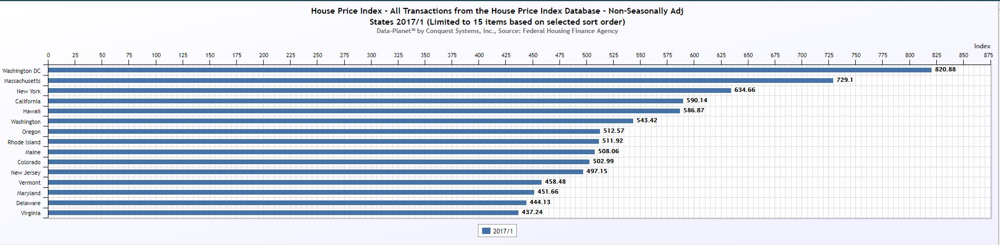 House Price Index - All Transactions from the House Price Index Database - Non-Seasonally Adj
States 2017/1 (Limited to 15 items based on selected sort order)
Data-Planet™ by Conquest Systems, Inc., Source: Federal Housing Finance Agency
Index
0 25 50 75 100 125 150 175 200 225 250 275 300 325 350 375 400 425 450 475 500 525 550 575 600 625 650 675 700 725 750 775 800 825 850 875
Washington DC 820.88
Massachusetts 729.1
New York 634.66
California 590.14
Hawaii 586.87
Washington 543.42
Oregon 512.57
Rhode Island 511.92
Maine 508.06
Colorado 502.99
New Jersey 497.15
Vermont 458.48
Maryland 451.66
Delaware 444.13
Virginia 437.24
2017/1